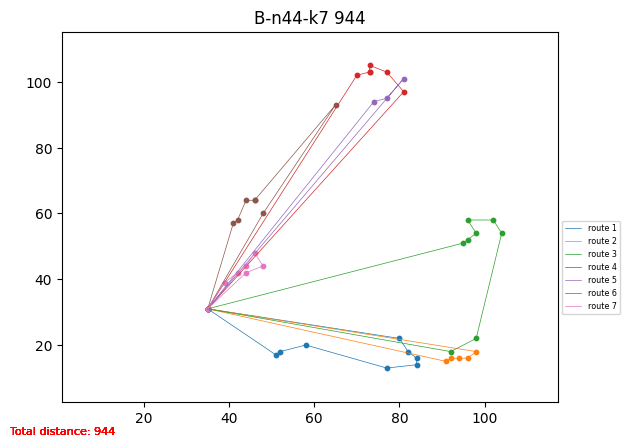 B-n44-k7 944
100
80
60
40
20
20 40 60 80 100
route 1
route 2
route 3
route 4
route 5
route 6
route 7
Total distance: 944